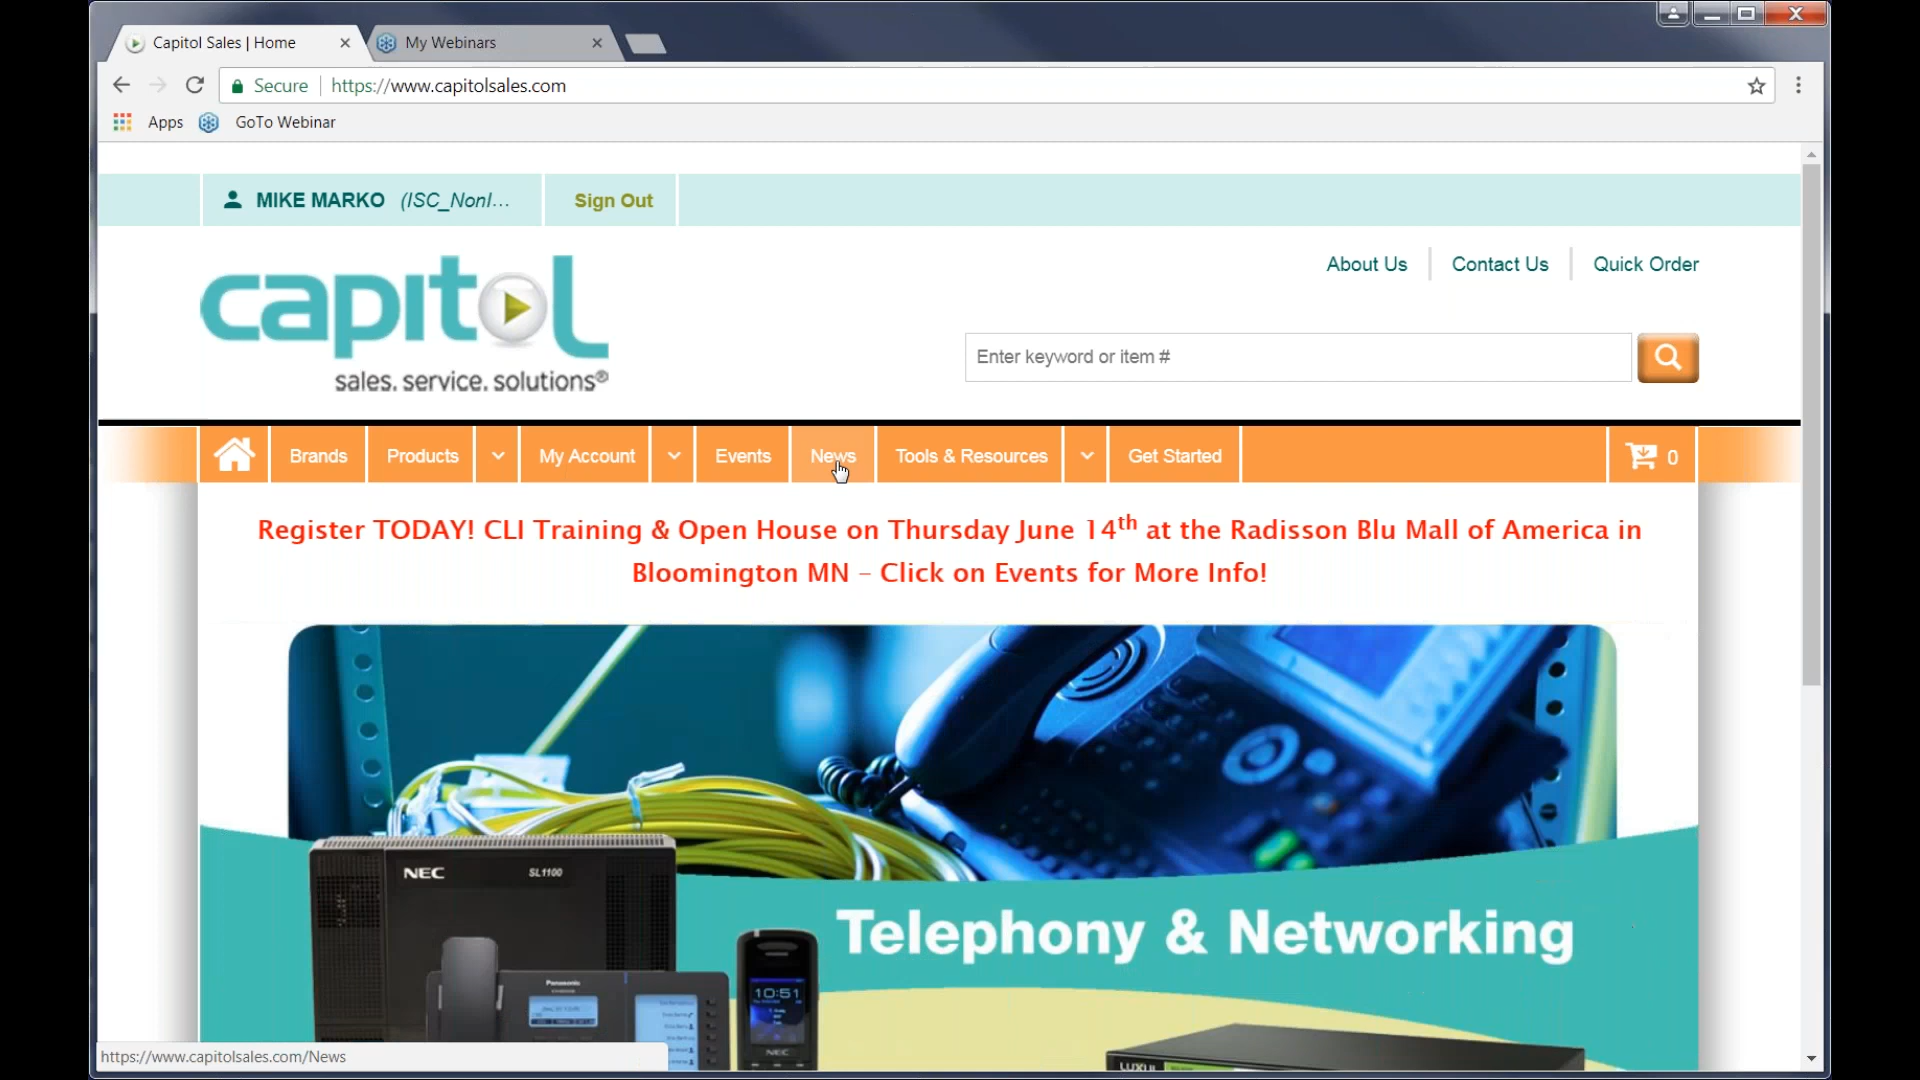 Capitol Sales | Home
My Webinars
Secure
https://www.capitolsales.com
Apps
GoTo Webinar
MIKE MARKO (ISC_NonI...
Sign Out
About Us
Contact Us
Quick Order
capitol
sales. service. solutions®
Enter keyword or item #
Brands
Products
My Account
Events
News
Tools & Resources
Get Started
0
Register TODAY! CLI Training & Open House on Thursday June 14th at the Radisson Blu Mall of America in
Bloomington MN – Click on Events for More Info!
NEC
SL1100
Telephony & Networking
Panasonic
10:51
NEC
LUXUL
https://www.capitolsales.com/News